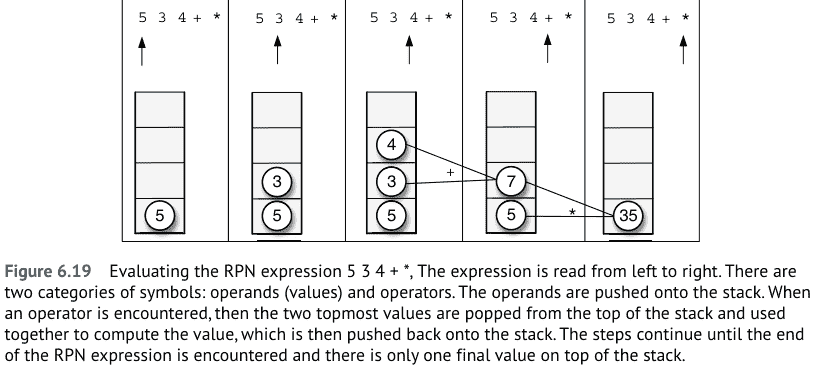 5 3 4 + *
5 3 4 + *
5 3 4 + *
5 3 4 + *
5 3 4 + *
5
3
5
4
3
5
+
7
5
*
35
Figure 6.19 Evaluating the RPN expression 5 3 4 + *, The expression is read from left to right. There are
two categories of symbols: operands (values) and operators. The operands are pushed onto the stack. When
an operator is encountered, then the two topmost values are popped from the top of the stack and used
together to compute the value, which is then pushed back onto the stack. The steps continue until the end
of the RPN expression is encountered and there is only one final value on top of the stack.